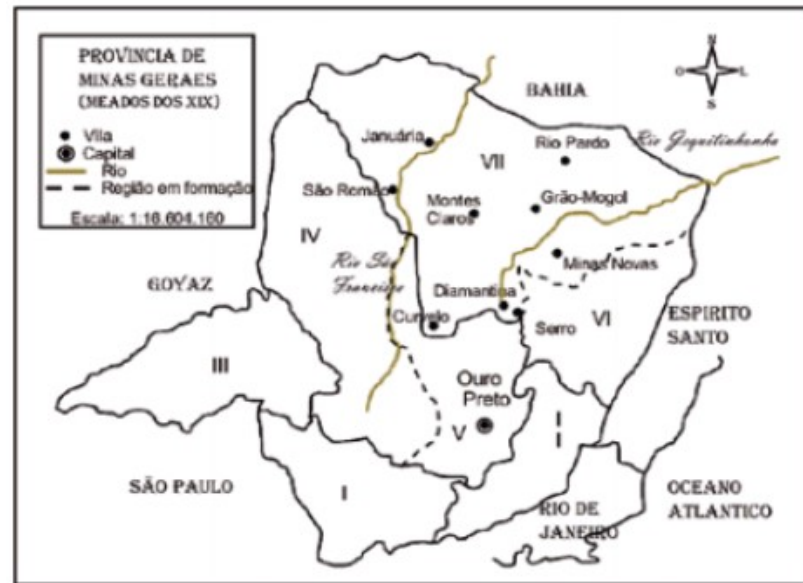 PROVINCIA DE
MINAS GERAES
(MEADOS DOS XIX)
Vila
Capital
Rio
Região em formação
Escala: 1:16.604.160
N
O
L
S
BAHIA
Januária
Rio Pardo
Rio Jequitinhonha
VII
São Romão
Montes
Claros
Grão-Mogol
IV
Rio São
Francisco
Minas Novas
GOYAZ
Diamantina
Curvelo
Serro
VI
ESPIRITO
SANTO
III
Ouro
Preto
V
II
SÃO PAULO
I
RIO DE
JANEIRO
OCEANO
ATLANTICO